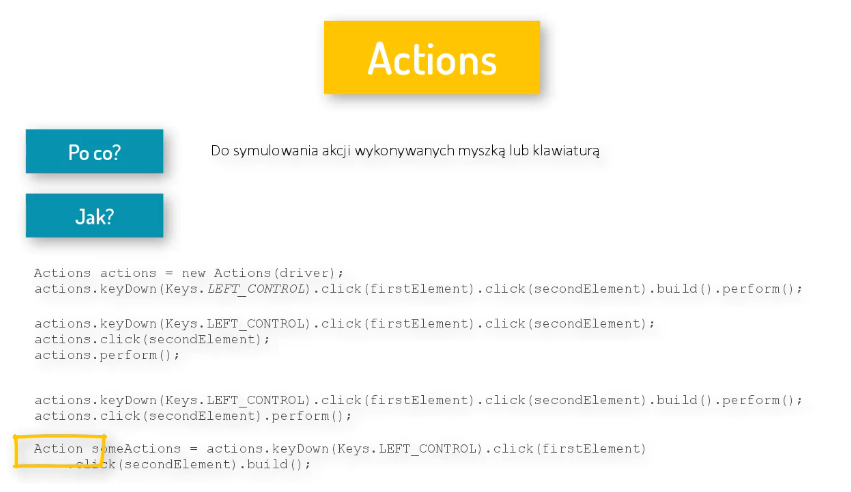 Actions
Po co?
Do symulowania akcji wykonywanych myszką lub klawiaturą
Jak?
Actions actions = new Actions(driver);
actions.keyDown(Keys.LEFT_CONTROL).click(firstElement).click(secondElement).build().perform();
actions.keyDown(Keys.LEFT_CONTROL).click(firstElement).click(secondElement);
actions.click(secondElement);
actions.perform();
actions.keyDown(Keys.LEFT_CONTROL).click(firstElement).click(secondElement).build().perform();
actions.click(secondElement).perform();
Action someActions = actions.keyDown(Keys.LEFT_CONTROL).click(firstElement)
.click(secondElement).build();